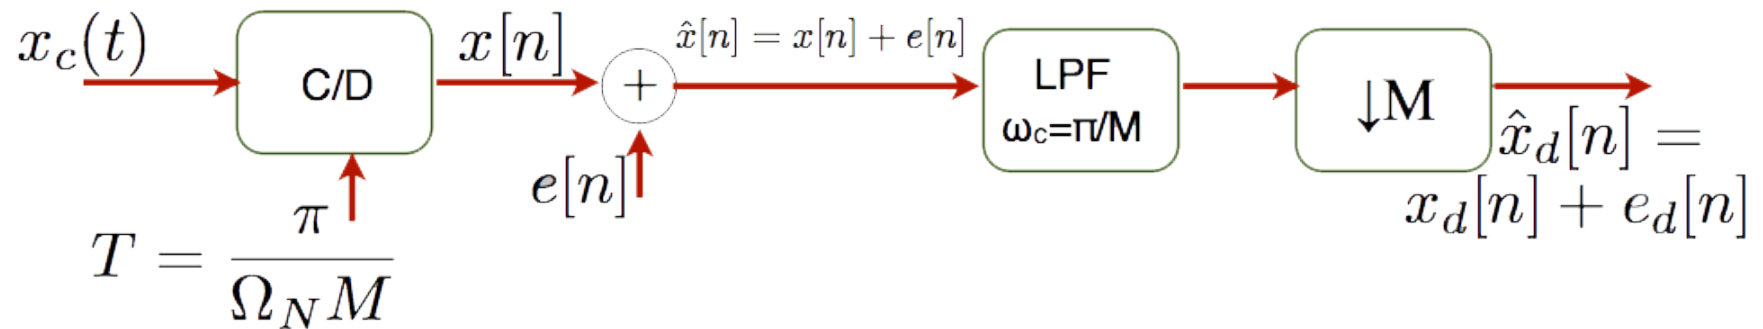 x_c(t)
C/D
x[n]
+
e[n]
T = π / Ω_N M
x̂[n] = x[n] + e[n]
LPF
ω_c=π/M
↓M
x̂_d[n] =
x_d[n] + e_d[n]